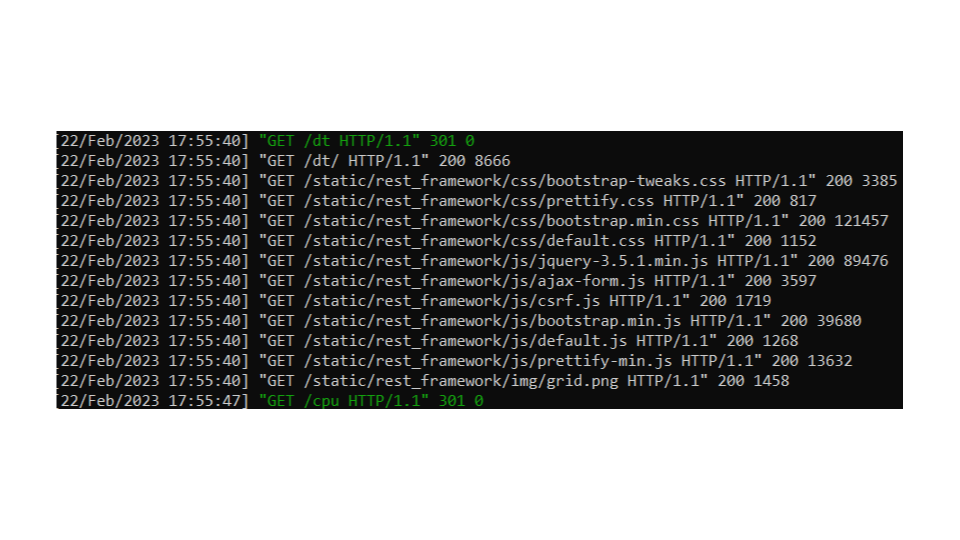 [22/Feb/2023 17:55:40] "GET /dt HTTP/1.1" 301 0
[22/Feb/2023 17:55:40] "GET /dt/ HTTP/1.1" 200 8666
[22/Feb/2023 17:55:40] "GET /static/rest_framework/css/bootstrap-tweaks.css HTTP/1.1" 200 3385
[22/Feb/2023 17:55:40] "GET /static/rest_framework/css/prettify.css HTTP/1.1" 200 817
[22/Feb/2023 17:55:40] "GET /static/rest_framework/css/bootstrap.min.css HTTP/1.1" 200 121457
[22/Feb/2023 17:55:40] "GET /static/rest_framework/css/default.css HTTP/1.1" 200 1152
[22/Feb/2023 17:55:40] "GET /static/rest_framework/js/jquery-3.5.1.min.js HTTP/1.1" 200 89476
[22/Feb/2023 17:55:40] "GET /static/rest_framework/js/ajax-form.js HTTP/1.1" 200 3597
[22/Feb/2023 17:55:40] "GET /static/rest_framework/js/csrf.js HTTP/1.1" 200 1719
[22/Feb/2023 17:55:40] "GET /static/rest_framework/js/bootstrap.min.js HTTP/1.1" 200 39680
[22/Feb/2023 17:55:40] "GET /static/rest_framework/js/default.js HTTP/1.1" 200 1268
[22/Feb/2023 17:55:40] "GET /static/rest_framework/js/prettify-min.js HTTP/1.1" 200 13632
[22/Feb/2023 17:55:40] "GET /static/rest_framework/img/grid.png HTTP/1.1" 200 1458
[22/Feb/2023 17:55:47] "GET /cpu HTTP/1.1" 301 0